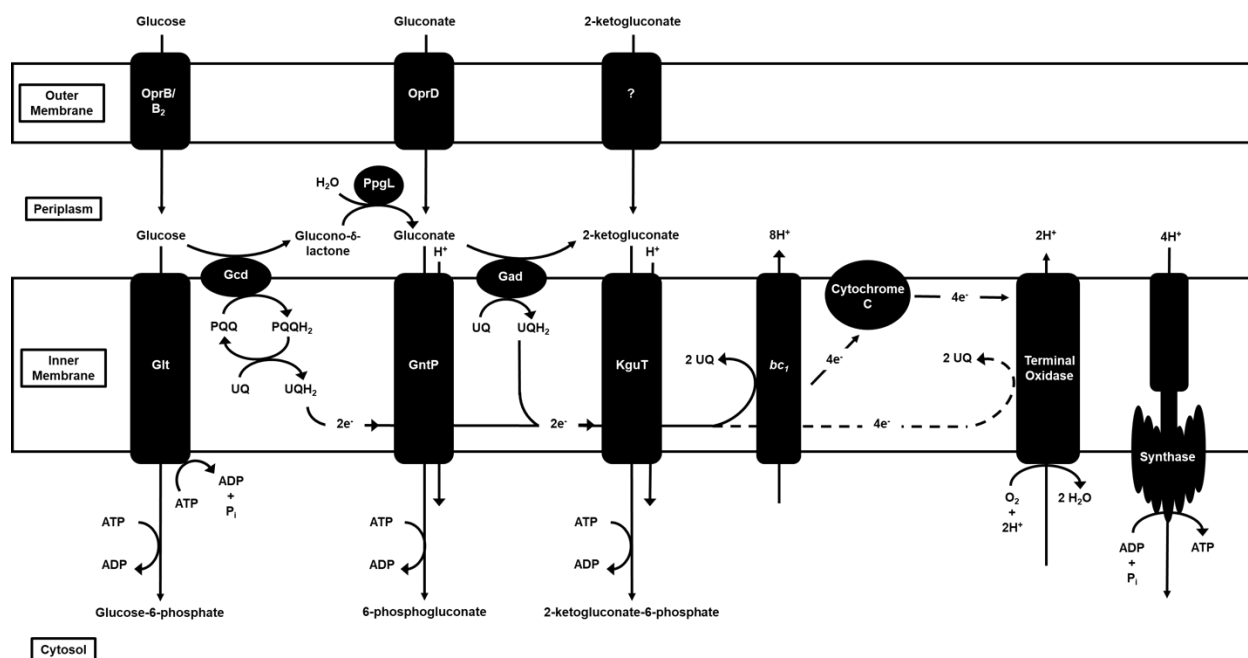 Glucose
Gluconate
2-ketogluconate
Outer
Membrane
OprB/
B2
OprD
?
Periplasm
H2O
PpgL
Glucose
Glucono-δ-
lactone
Gluconate
H+
2-ketogluconate
H+
8H+
2H+
4H+
Gcd
Gad
Cytochrome
C
4e-
PQQ
PQQH2
UQ
UQH2
Inner
Membrane
Glt
GntP
KguT
2 UQ
bc1
4e-
2 UQ
Terminal
Oxidase
UQ
UQH2
2e-
2e-
4e-
Synthase
ATP
ADP
+
Pi
O2
+
2H+
2 H2O
ATP
ADP
ATP
ADP
ATP
ADP
ADP
+
Pi
ATP
Glucose-6-phosphate
6-phosphogluconate
2-ketogluconate-6-phosphate
Cytosol